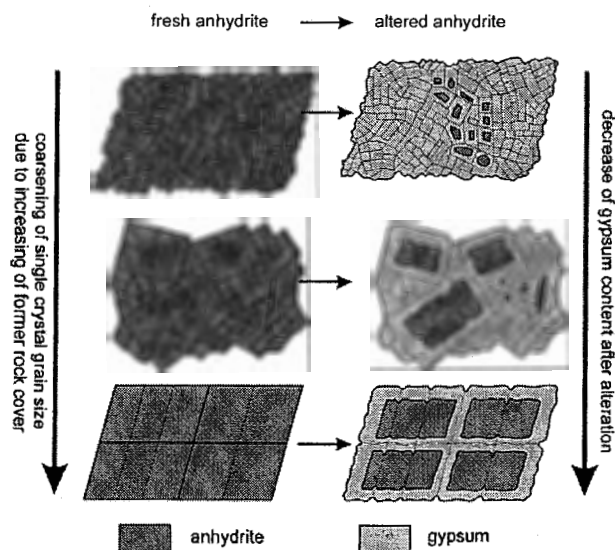 fresh anhydrite
altered anhydrite
coarsening of single crystal grain size
due to increasing of former rock cover
decrease of gypsum content after alteration
anhydrite
gypsum